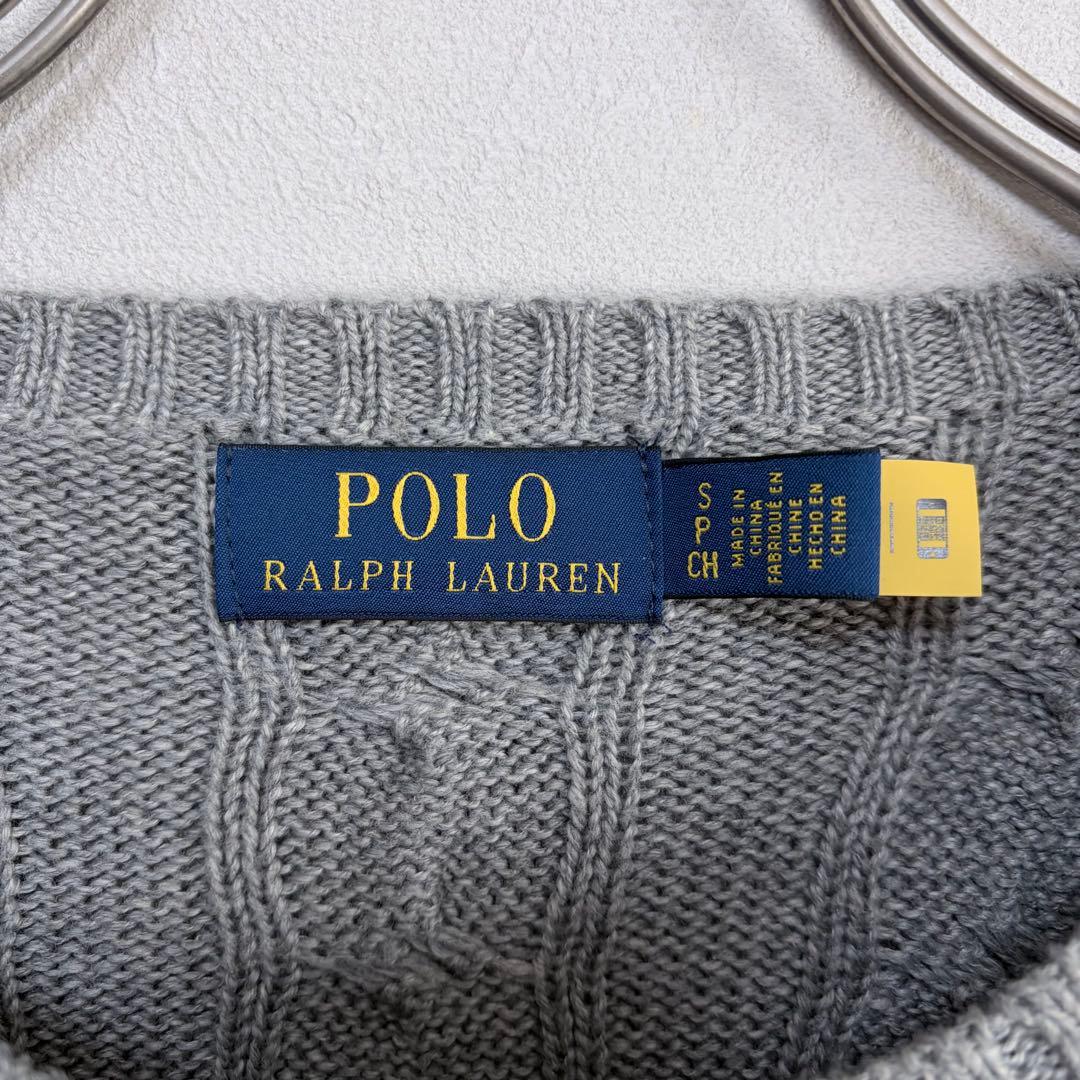 POLO
RALPH LAUREN
S
P
CH
MADE IN
CHINA
FABRIQUÉ EN
CHINE
HECHO EN
CHINA